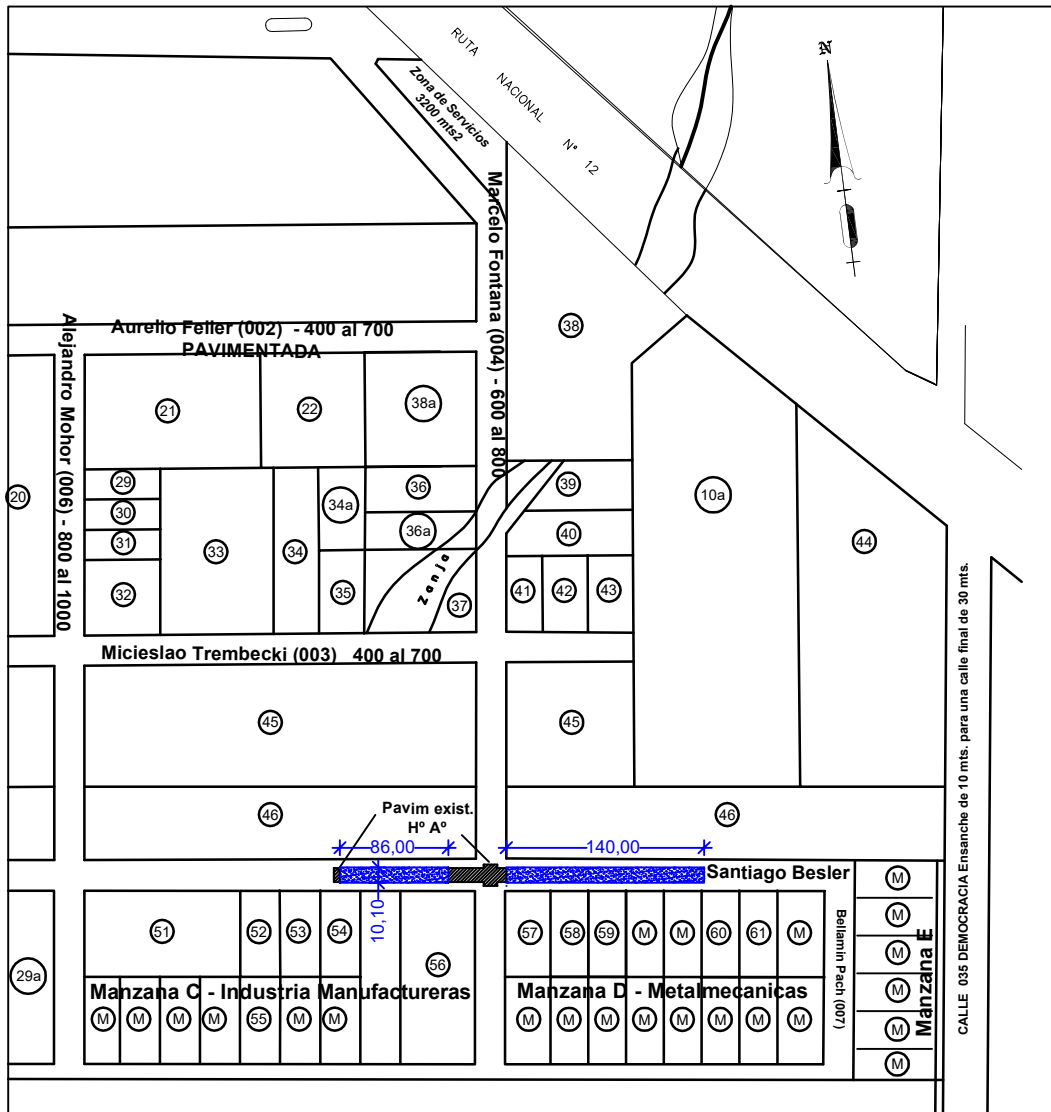 RUTA NACIONAL Nº 12
N
Zona de Servicios
3200 mts2
Marcelo Fontana (004) - 600 al 800
Aurelio Feller (002) - 400 al 700
PAVIMENTADA
Alejandro Mohor (006) - 800 al 1000
38
21
22
38a
20
29
30
31
32
33
34
34a
35
36
36a
37
Zanja
39
40
41
42
43
10a
44
Micieslao Trembecki (003) 400 al 700
45
45
46
46
Pavim exist.
Hº Aº
86,00
140,00
10,10
Santiago Besler
CALLE 035 DEMOCRACIA Ensanche de 10 mts. para una calle final de 30 mts.
51
52
53
54
56
57
58
59
M
M
60
61
M
29a
Manzana C - Industria Manufactureras
Manzana D - Metalmecanicas
M
M
M
M
55
M
M
M
M
M
M
M
M
M
M
Bellamin Pach (007)
M
M
M
M
M
M
Manzana E